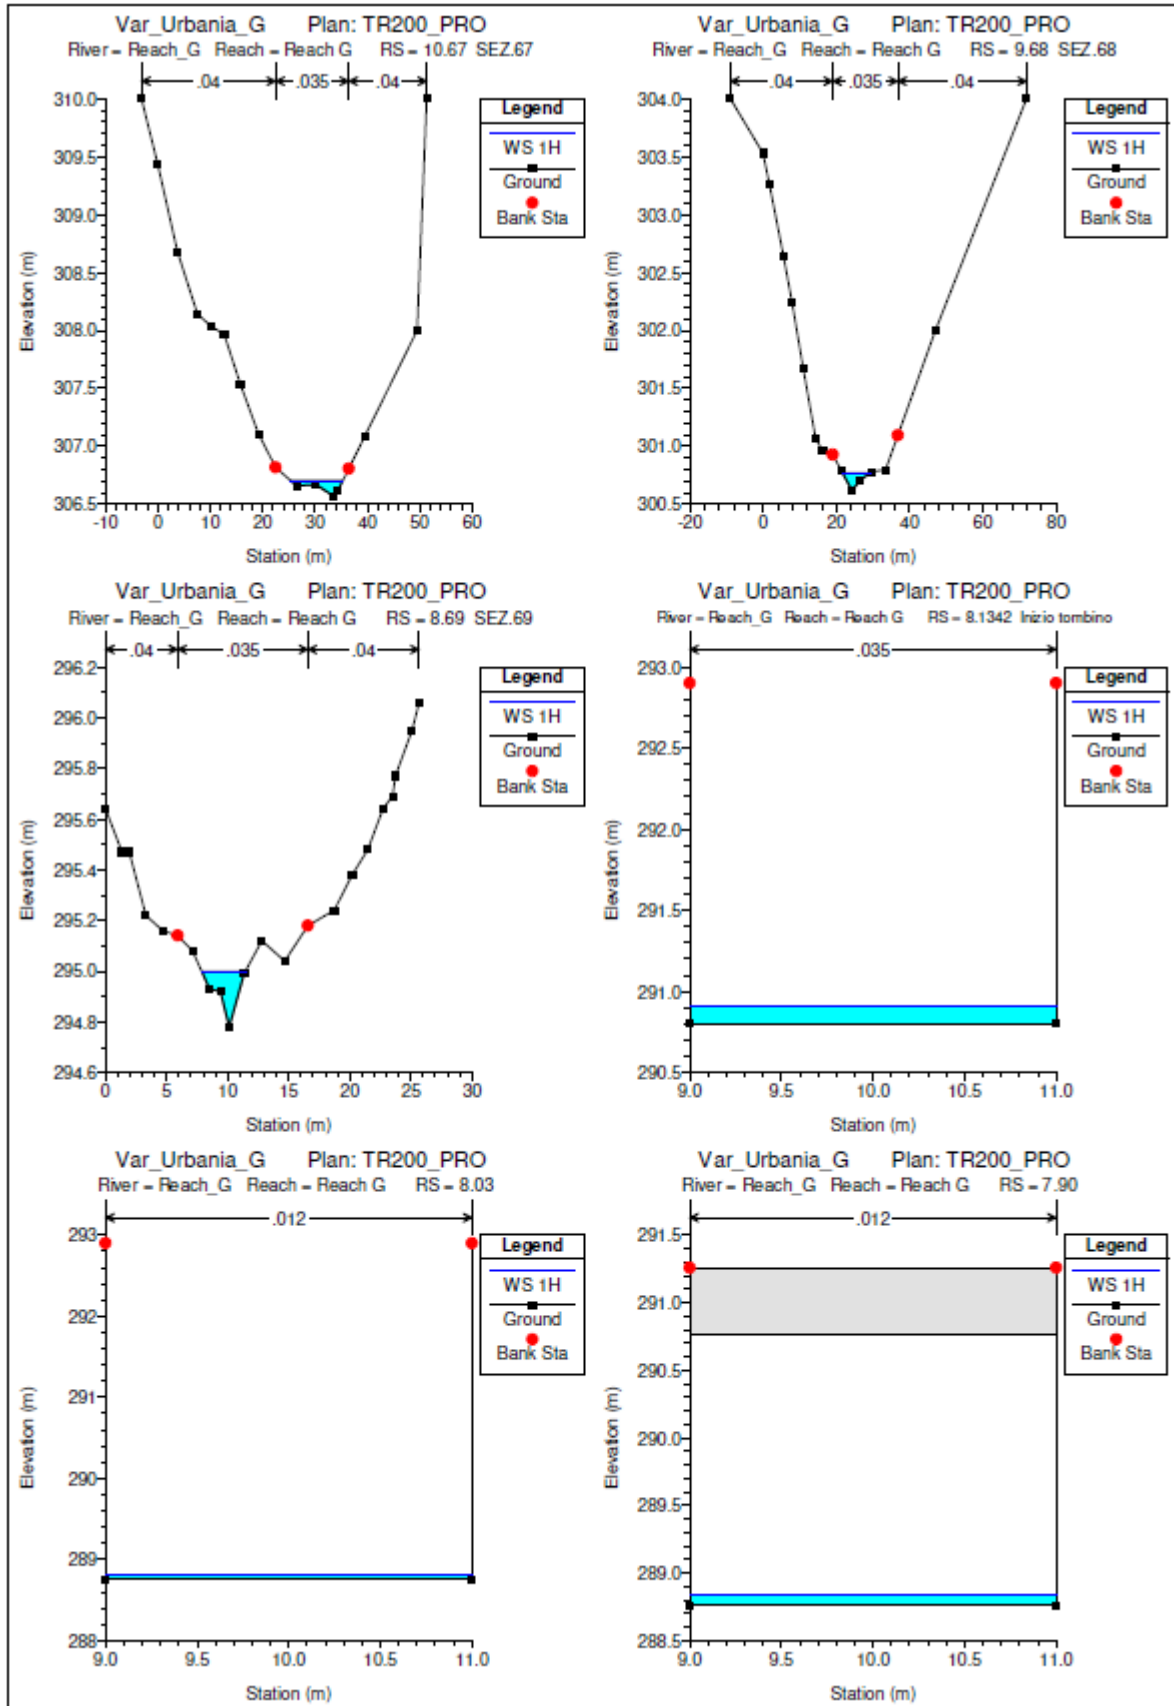 Var_Urbania_G Plan: TR200_PRO
River = Reach_G Reach = Reach G RS = 10.67 SEZ.67
.04 .035 .04
310.0
309.5
309.0
308.5
308.0
307.5
307.0
306.5
Elevation (m)
-10 0 10 20 30 40 50 60
Station (m)
Legend
WS 1H
Ground
Bank Sta
Var_Urbania_G Plan: TR200_PRO
River = Reach_G Reach = Reach G RS = 9.68 SEZ.68
.04 .035 .04
304.0
303.5
303.0
302.5
302.0
301.5
301.0
300.5
Elevation (m)
-20 0 20 40 60 80
Station (m)
Legend
WS 1H
Ground
Bank Sta
Var_Urbania_G Plan: TR200_PRO
River = Reach_G Reach = Reach G RS = 8.69 SEZ.69
.04 .035 .04
296.2
296.0
295.8
295.6
295.4
295.2
295.0
294.8
294.6
Elevation (m)
0 5 10 15 20 25 30
Station (m)
Legend
WS 1H
Ground
Bank Sta
Var_Urbania_G Plan: TR200_PRO
River = Reach_G Reach = Reach G RS = 8.1342 Inizio tombino
.035
293.0
292.5
292.0
291.5
291.0
290.5
Elevation (m)
9.0 9.5 10.0 10.5 11.0
Station (m)
Legend
WS 1H
Ground
Bank Sta
Var_Urbania_G Plan: TR200_PRO
River = Reach_G Reach = Reach G RS = 8.03
.012
293
292
291
290
289
288
Elevation (m)
9.0 9.5 10.0 10.5 11.0
Station (m)
Legend
WS 1H
Ground
Bank Sta
Var_Urbania_G Plan: TR200_PRO
River = Reach_G Reach = Reach G RS = 7.90
.012
291.5
291.0
290.5
290.0
289.5
289.0
288.5
Elevation (m)
9.0 9.5 10.0 10.5 11.0
Station (m)
Legend
WS 1H
Ground
Bank Sta